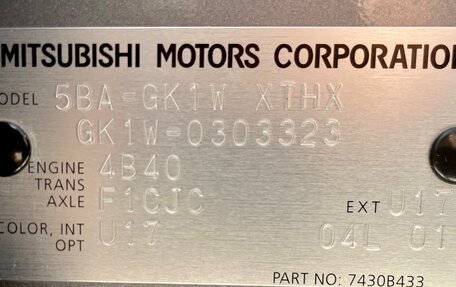 MITSUBISHI MOTORS CORPORATION
ODEL 5BA-GK1W XTHX
GK1W-0303323
ENGINE 4B40
TRANS
AXLE F1CJC EXT U17
COLOR, INT U17 04L 01
OPT
PART NO: 7430B433